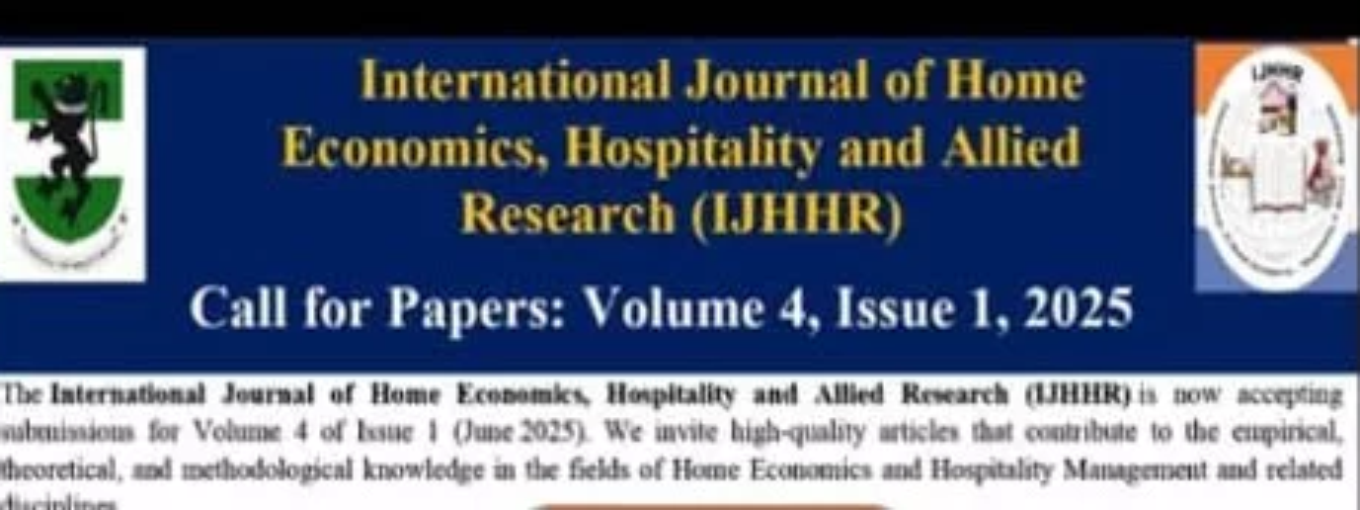 International Journal of Home
Economics, Hospitality and Allied
Research (IJHHR)
IJHHR
Call for Papers: Volume 4, Issue 1, 2025
The International Journal of Home Economics, Hospitality and Allied Research (IJHHR) is now accepting
submissions for Volume 4 of Issue 1 (June 2025). We invite high-quality articles that contribute to the empirical,
theoretical, and methodological knowledge in the fields of Home Economics and Hospitality Management and related
disciplines